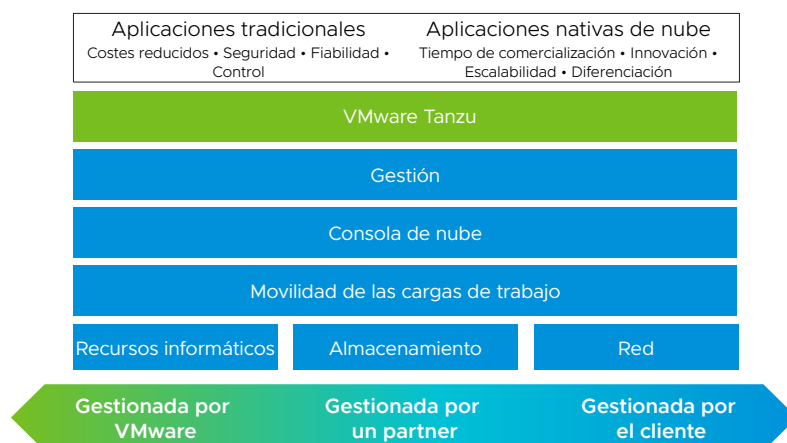 Aplicaciones tradicionales
Costes reducidos • Seguridad • Fiabilidad •
Control
Aplicaciones nativas de nube
Tiempo de comercialización • Innovación •
Escalabilidad • Diferenciación
VMware Tanzu
Gestión
Consola de nube
Movilidad de las cargas de trabajo
Recursos informáticos
Almacenamiento
Red
Gestionada por
VMware
Gestionada por
un partner
Gestionada por
el cliente